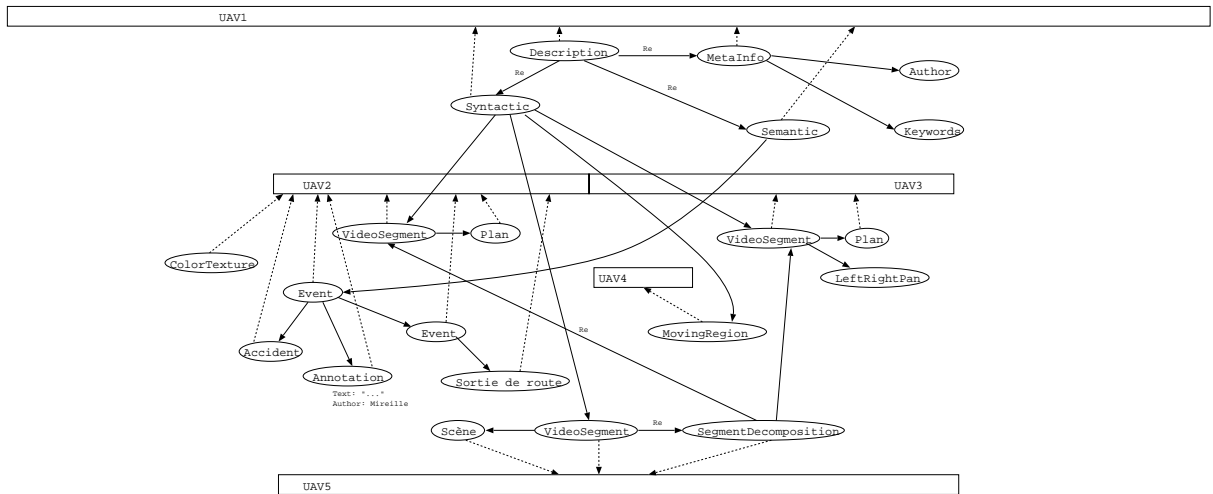 UAV1
Description
Re
MetaInfo
Author
Re
Re
Syntactic
Semantic
Keywords
UAV2
UAV3
VideoSegment
Plan
VideoSegment
Plan
ColorTexture
UAV4
LeftRightPan
Event
Event
Re
MovingRegion
Accident
Annotation
Sortie de route
Text: "..."
Author: Mireille
Scène
VideoSegment
Re
SegmentDecomposition
UAV5